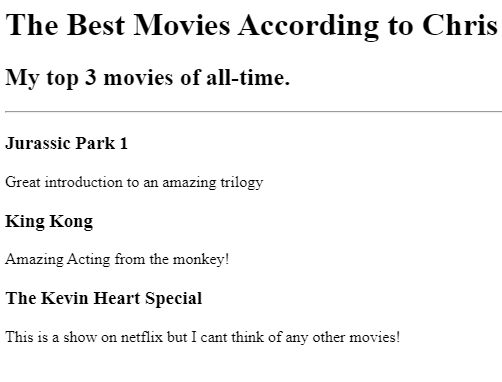 The Best Movies According to Chris
My top 3 movies of all-time.
Jurassic Park 1
Great introduction to an amazing trilogy
King Kong
Amazing Acting from the monkey!
The Kevin Heart Special
This is a show on netflix but I cant think of any other movies!